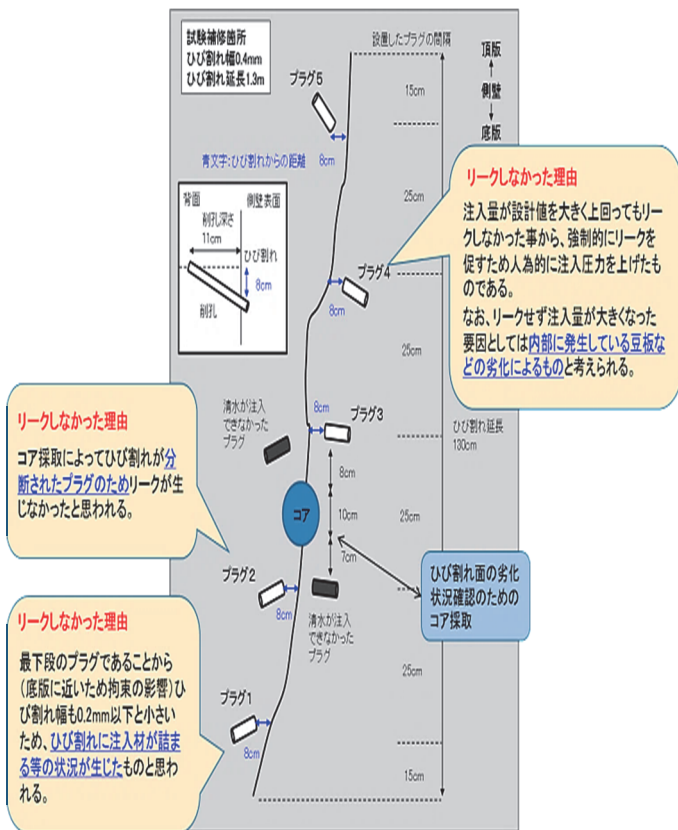 試験補修箇所
ひび割れ幅0.4mm
ひび割れ延長1.3m
設置したプラグの間隔
頂版
側壁
底版
プラグ5
15cm
8cm
青文字:ひび割れからの距離
25cm
背面
側壁表面
削孔深さ
11cm
ひび割れ
8cm
削孔
プラグ4
8cm
リークしなかった理由
注入量が設計値を大きく上回ってもリー
クしなかった事から、強制的にリークを
促すため人為的に注入圧力を上げたも
のである。
なお、リークせず注入量が大きくなった
要因としては内部に発生している豆板な
どの劣化によるものと考えられる。
25cm
清水が注入
できなかった
プラグ
8cm
プラグ3
ひび割れ延長
130cm
リークしなかった理由
コア採取によってひび割れが分
断されたプラグのためリークが生
じなかったと思われる。
8cm
コア
10cm
25cm
7cm
ひび割れ面の劣化
状況確認のための
コア採取
プラグ2
8cm
清水が注入
できなかった
プラグ
リークしなかった理由
最下段のプラグであることから
(底版に近いため拘束の影響)ひ
び割れ幅も0.2mm以下と小さい
ため、ひび割れに注入材が詰ま
る等の状況が生じたものと思わ
れる。
プラグ1
8cm
25cm
15cm